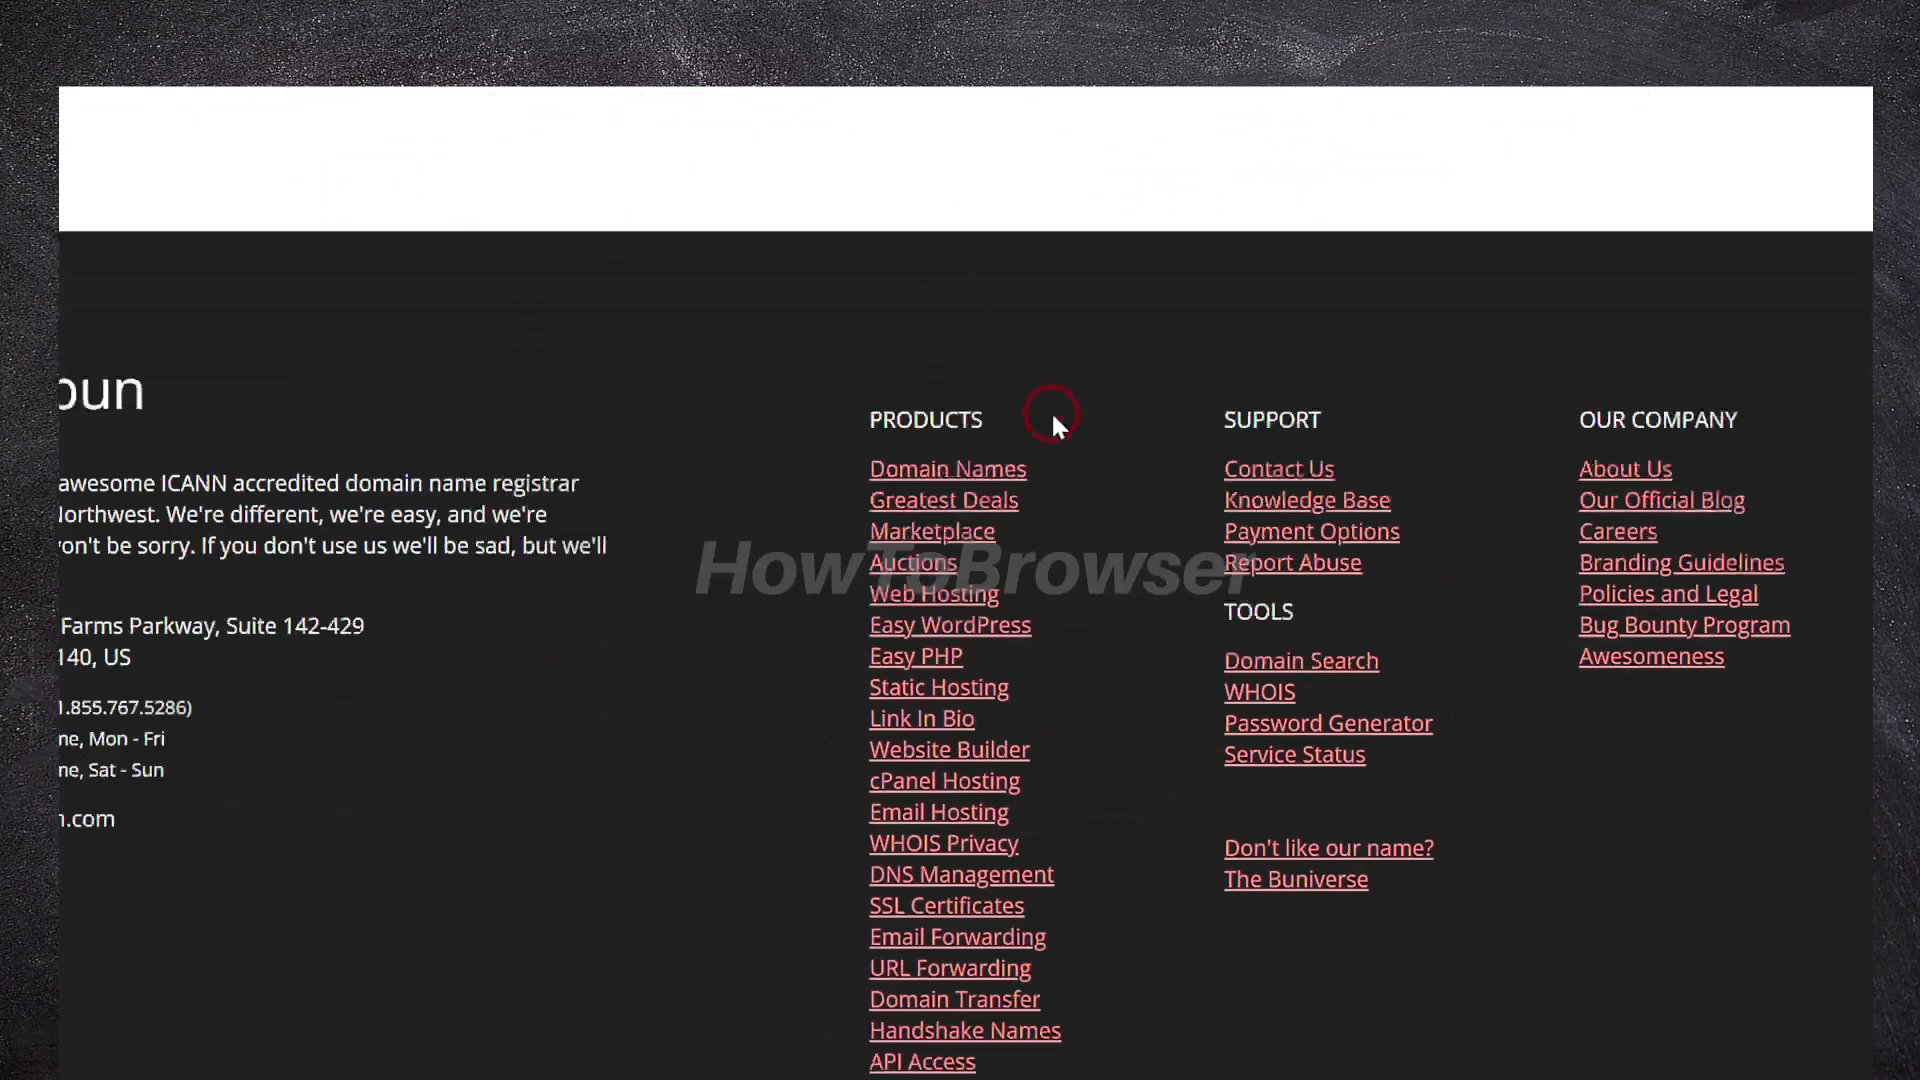 oun
awesome ICANN accredited domain name registrar
Northwest. We're different, we're easy, and we're
won't be sorry. If you don't use us we'll be sad, but we'll
Farms Parkway, Suite 142-429
140, US
1.855.767.5286)
me, Mon - Fri
me, Sat - Sun
n.com
PRODUCTS
Domain Names
Greatest Deals
Marketplace
Auctions
Web Hosting
Easy WordPress
Easy PHP
Static Hosting
Link In Bio
Website Builder
cPanel Hosting
Email Hosting
WHOIS Privacy
DNS Management
SSL Certificates
Email Forwarding
URL Forwarding
Domain Transfer
Handshake Names
API Access
SUPPORT
Contact Us
Knowledge Base
Payment Options
Report Abuse
TOOLS
Domain Search
WHOIS
Password Generator
Service Status
Don't like our name?
The Buniverse
OUR COMPANY
About Us
Our Official Blog
Careers
Branding Guidelines
Policies and Legal
Bug Bounty Program
Awesomeness
HowToBrowser